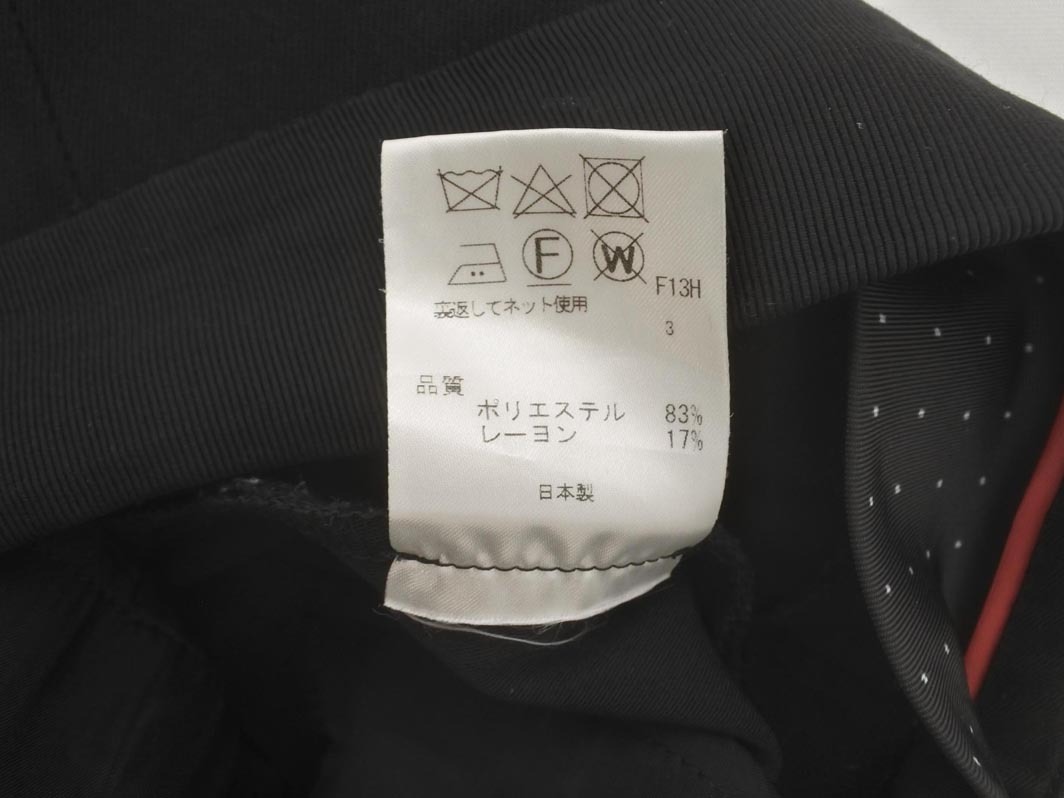 F W
F13H
裏返してネット使用
3
品質
ポリエステル 83%
レーヨン 17%
日本製